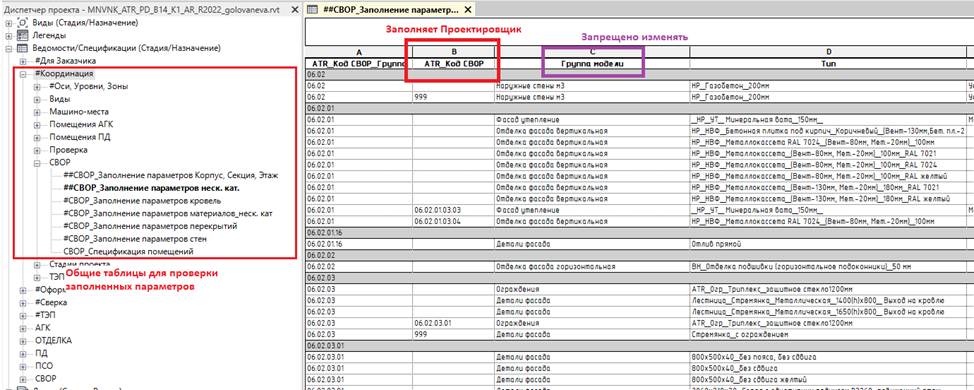 Диспетчер проекта - MNVNK_ATR_PD_B14_K1_AR_R2022_golovaneva.rvt
Виды (Стадия/Назначение)
Легенды
Ведомости/Спецификации (Стадия/Назначение)
#Для Заказчика
#Координация
#Оси, Уровни, Зоны
Виды
Машино-места
Помещения АГК
Помещения ПД
Проверка
СВОР
##СВОР_Заполнение параметров Корпус, Секция, Этаж
##СВОР_Заполнение параметров неск. кат.
#СВОР_Заполнение параметров кровель
#СВОР_Заполнение параметров материалов_неск. кат
#СВОР_Заполнение параметров перекрытий
#СВОР_Заполнение параметров стен
СВОР_Спецификация помещений
Стадии проекта
ТЭП
Общие таблицы для проверки
заполненных параметров
#Оформ
#Сверка
#ТЭП
АГК
ОТДЕЛКА
ПД
ПСО
СВОР
##СВОР_Заполнение параметр...
Заполняет Проектировщик
Запрещено изменять
A B C D
ATR_Код СВОР_Группа ATR_Код СВОР Группа модели Тип
06.02
06.02 Наружные стены м3 НР_Газобетон_200мм
06.02 999 Наружные стены м3 НР_Газобетон_200мм
06.02.01
06.02.01 Фасад утепление _НР_УТ_ Минеральная вата_150мм_
06.02.01 Отделка фасада вертикальная НР_НВФ_Бетонная плитка под кирпич_Коричневый_(Вент-130мм,Бет. пл.-2
06.02.01 Отделка фасада вертикальная НР_НВФ_Металлокассета RAL 7024_(Вент-80мм, Мет.-20мм)_100мм
06.02.01 Отделка фасада вертикальная НР_НВФ_Металлокассета_(Вент-80мм, Мет.-20мм)_100мм_RAL 7021
06.02.01 Отделка фасада вертикальная НР_НВФ_Металлокассета_(Вент-80мм, Мет.-20мм)_100мм_RAL 7024
06.02.01 Отделка фасада вертикальная НР_НВФ_Металлокассета_(Вент-80мм, Мет.-20мм)_100мм_RAL желтый
06.02.01 Отделка фасада вертикальная НР_НВФ_Металлокассета_(Вент-130мм, Мет.-20мм)_180мм_RAL 7021
06.02.01 Отделка фасада вертикальная НР_НВФ_Металлокассета_(Вент-130мм, Мет.-20мм)_180мм_RAL желтый
06.02.01 06.02.01.03.03 Фасад утепление _НР_УТ_ Минеральная вата_150мм_
06.02.01 06.02.01.03.04 Отделка фасада вертикальная НР_НВФ_Металлокассета RAL 7024_(Вент-80мм, Мет.-20мм)_100мм
06.02.01.16
06.02.01.16 Детали фасада Отлив прямой
06.02.02
06.02.02 Отделка фасада горизонтальная ВН_Отделка подшивки (горизонтальное подоконники)_50 мм
06.02.03
06.02.03 Ограждения ATR_Огр_Триплекс_защитное стекло1200мм
06.02.03 Детали фасада Лестница_Стремянка_Металлическая_1400(h)x800_ Выход на кровлю
06.02.03 Детали фасада Лестница_Стремянка_Металлическая_1650(h)x800_ Выход на кровлю
06.02.03 06.02.03.01 Ограждения ATR_Огр_Триплекс_защитное стекло1200мм
06.02.03 999 Детали фасада Стремянка_с ограждением
06.02.03.01
06.02.03.01 Детали фасада 800x500x40_Без пояса, без сдвига
06.02.03.01 Детали фасада 800x500x40_без сдвига
06.02.03.01 Детали фасада 800x500x40_без сдвига желтый